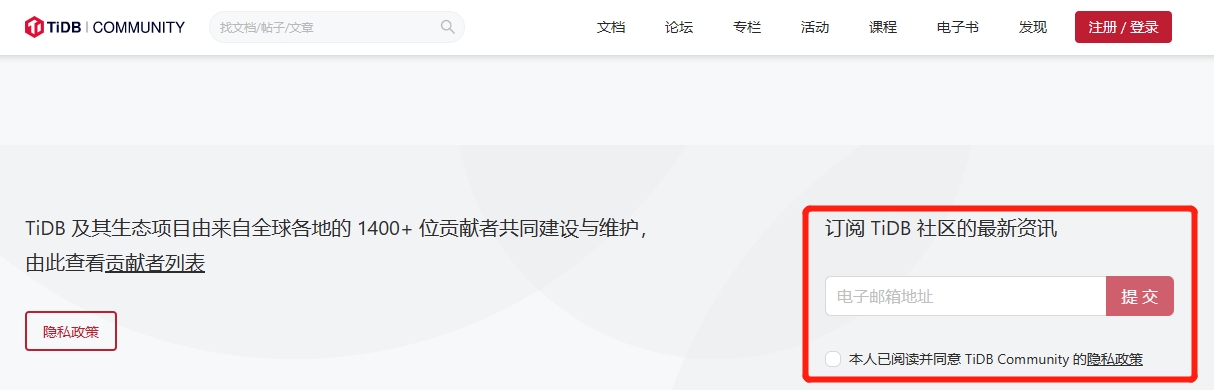 TiDB | COMMUNITY 找文档/帖子/文章 文档 论坛 专栏 活动 课程 电子书 发现 注册 / 登录
TiDB 及其生态项目由来自全球各地的 1400+ 位贡献者共同建设与维护，
由此查看贡献者列表
隐私政策
订阅 TiDB 社区的最新资讯
电子邮箱地址 提 交
本人已阅读并同意 TiDB Community 的隐私政策